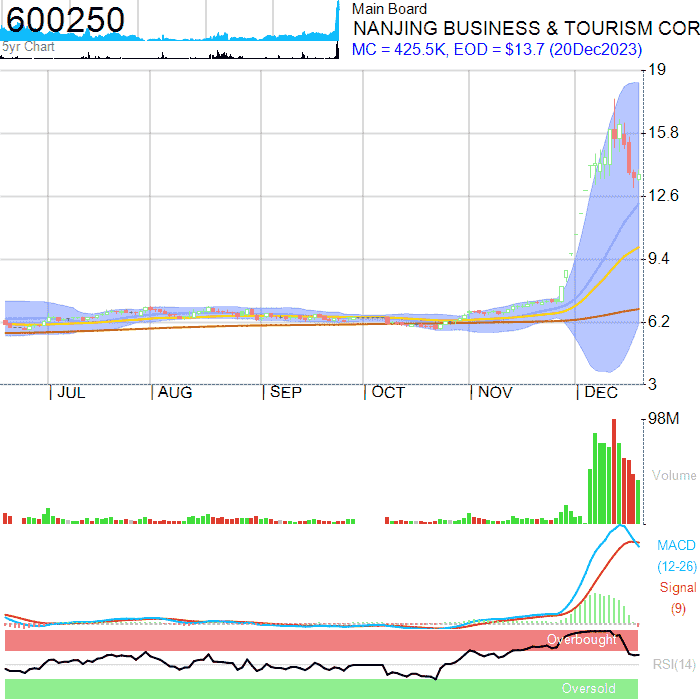 600250
5yr Chart
Main Board
NANJING BUSINESS & TOURISM COR
MC = 425.5K, EOD = $13.7 (20Dec2023)
19
15.8
12.6
9.4
6.2
3
JUL
AUG
SEP
OCT
NOV
DEC
98M
Volume
MACD
(12-26)
Signal
(9)
Overbought
RSI(14)
Oversold